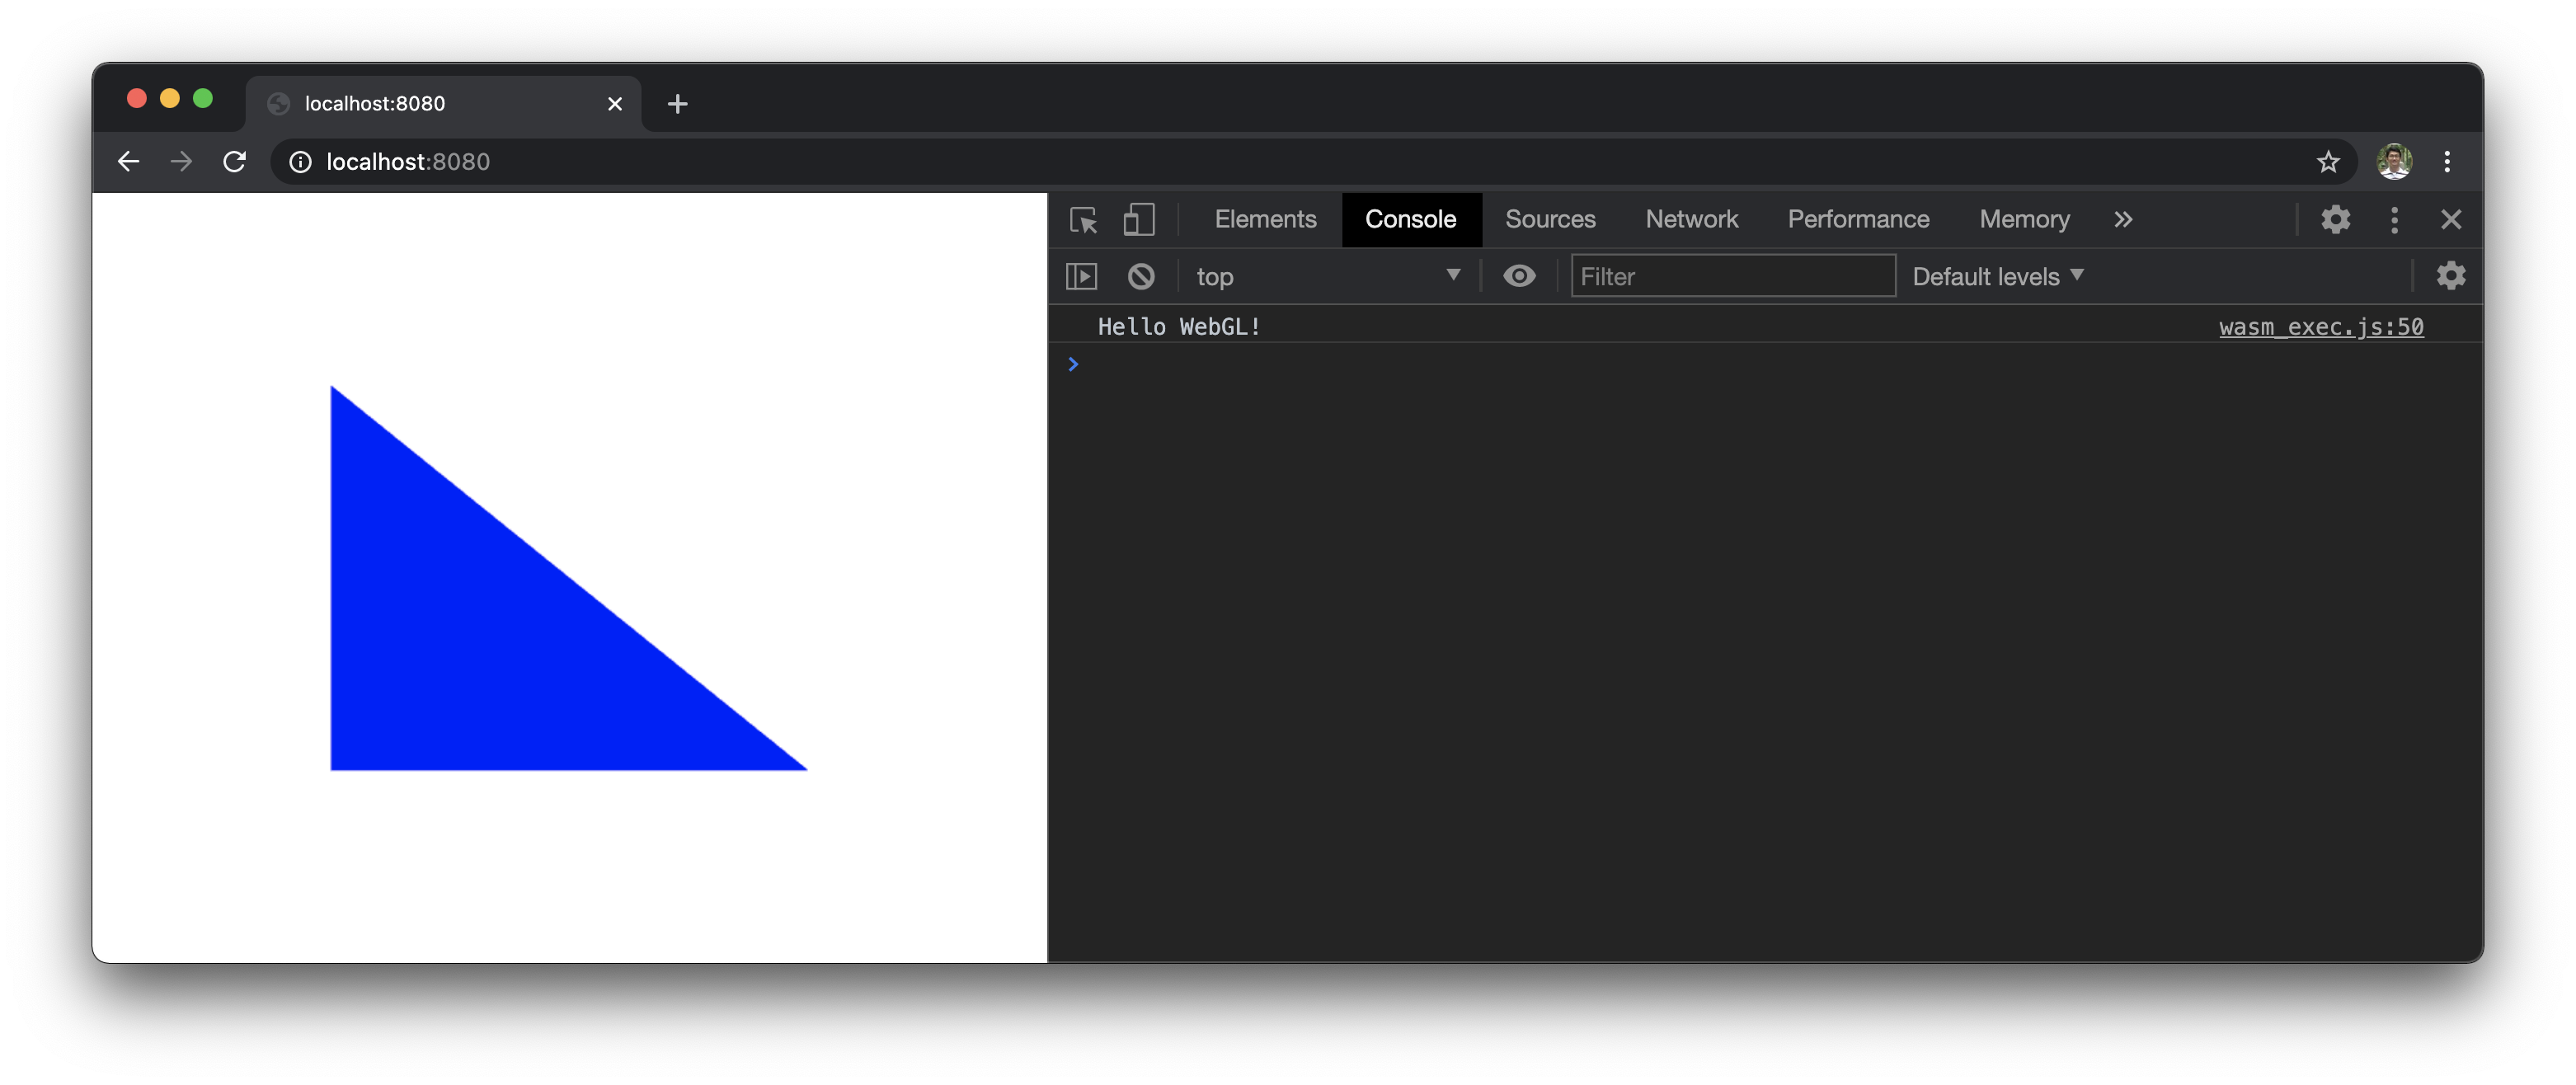 localhost:8080
localhost:8080
Elements Console Sources Network Performance Memory
top Filter Default levels
Hello WebGL! wasm_exec.js:50